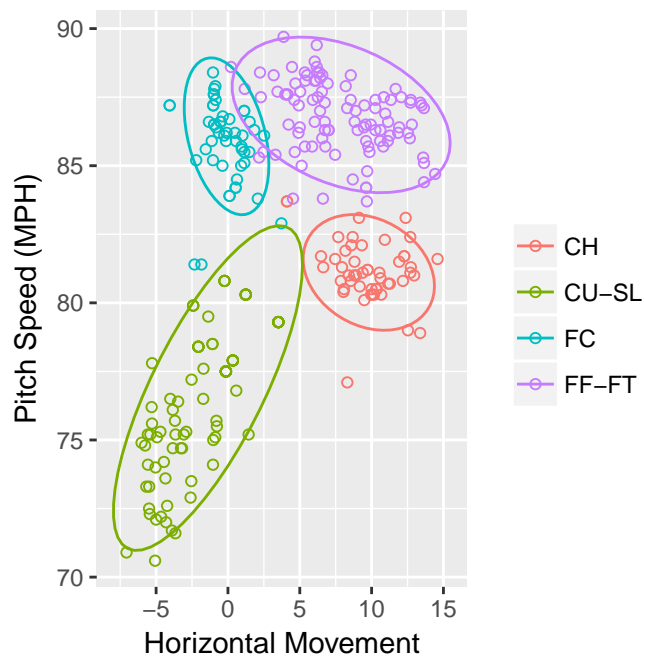 90
85
80
75
70
Pitch Speed (MPH)
−5
0
5
10
15
Horizontal Movement
CH
CU−SL
FC
FF−FT